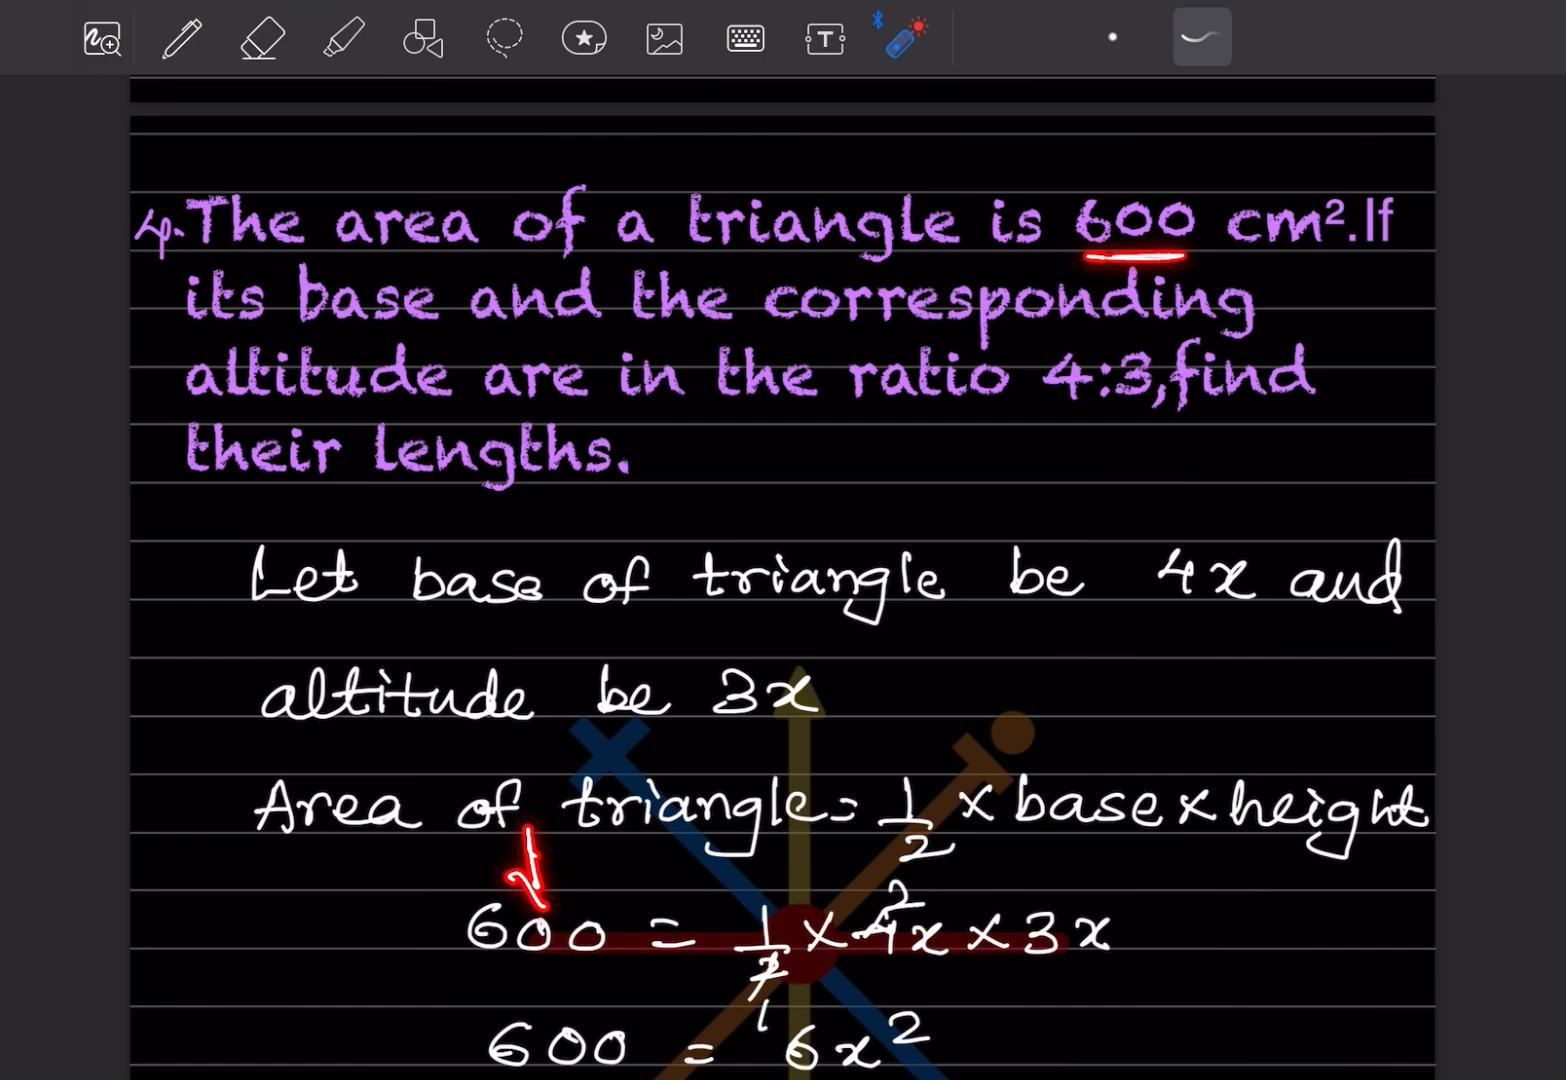 4. The area of a triangle is 600 cm².If
its base and the corresponding
altitude are in the ratio 4:3,find
their lengths.
Let base of triangle be 4x and
altitude be 3x
Area of triangle = 1/2 × base × height
600 = 1/2 × 4x × 3x
2
1
600 = 6x²